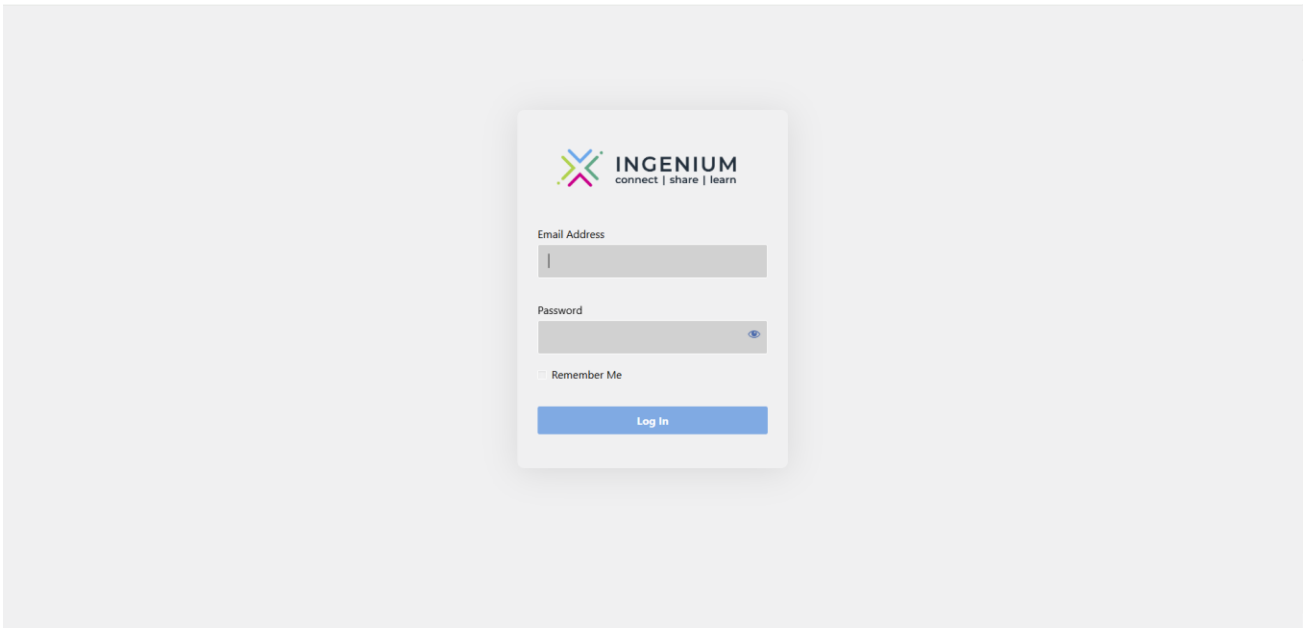 INGENIUM
connect | share | learn
Email Address
Password
Remember Me
Log In